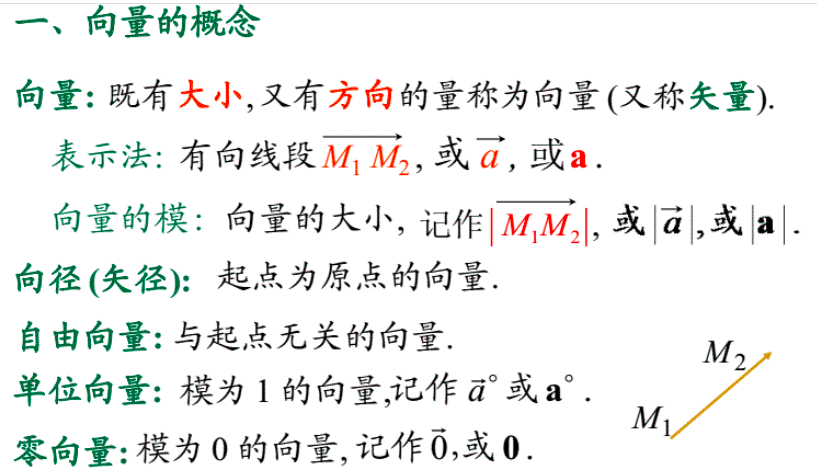 一、向量的概念
向量: 既有大小,又有方向的量称为向量 (又称矢量).
表示法: 有向线段 $\overrightarrow{M_1 M_2}$, 或 $\vec{a}$, 或 $\mathbf{a}$.
向量的模: 向量的大小, 记作 $|\overrightarrow{M_1M_2}|$, 或 $|\vec{a}|$,或 $|\mathbf{a}|$.
向径 (矢径): 起点为原点的向量.
自由向量: 与起点无关的向量.
单位向量: 模为 1 的向量,记作 $\vec{a}^\circ$ 或 $\mathbf{a}^\circ$.
零向量: 模为 0 的向量, 记作 $\vec{0}$,或 $\mathbf{0}$.
$M_2$
$M_1$